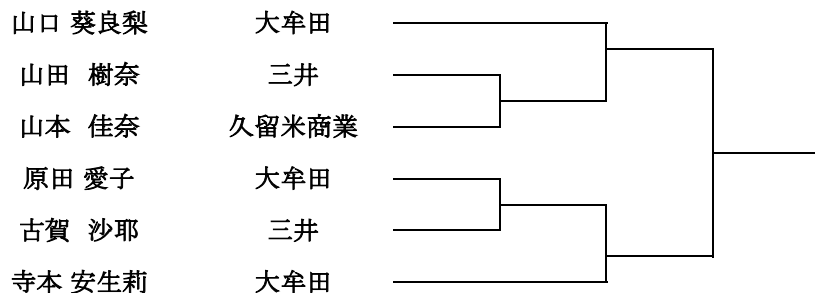 山口 葵良梨 大牟田
山田 樹奈 三井
山本 佳奈 久留米商業
原田 愛子 大牟田
古賀 沙耶 三井
寺本 安生莉 大牟田